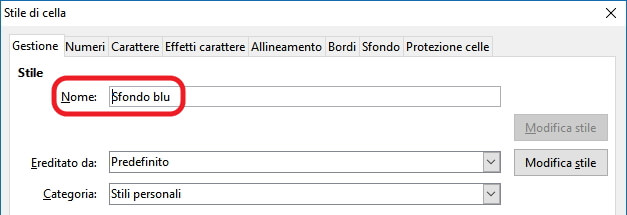 Stile di cella
Gestione Numeri Carattere Effetti carattere Allineamento Bordi Sfondo Protezione celle
Stile
Nome: Sfondo blu
Modifica stile
Ereditato da: Predefinito Modifica stile
Categoria: Stili personali